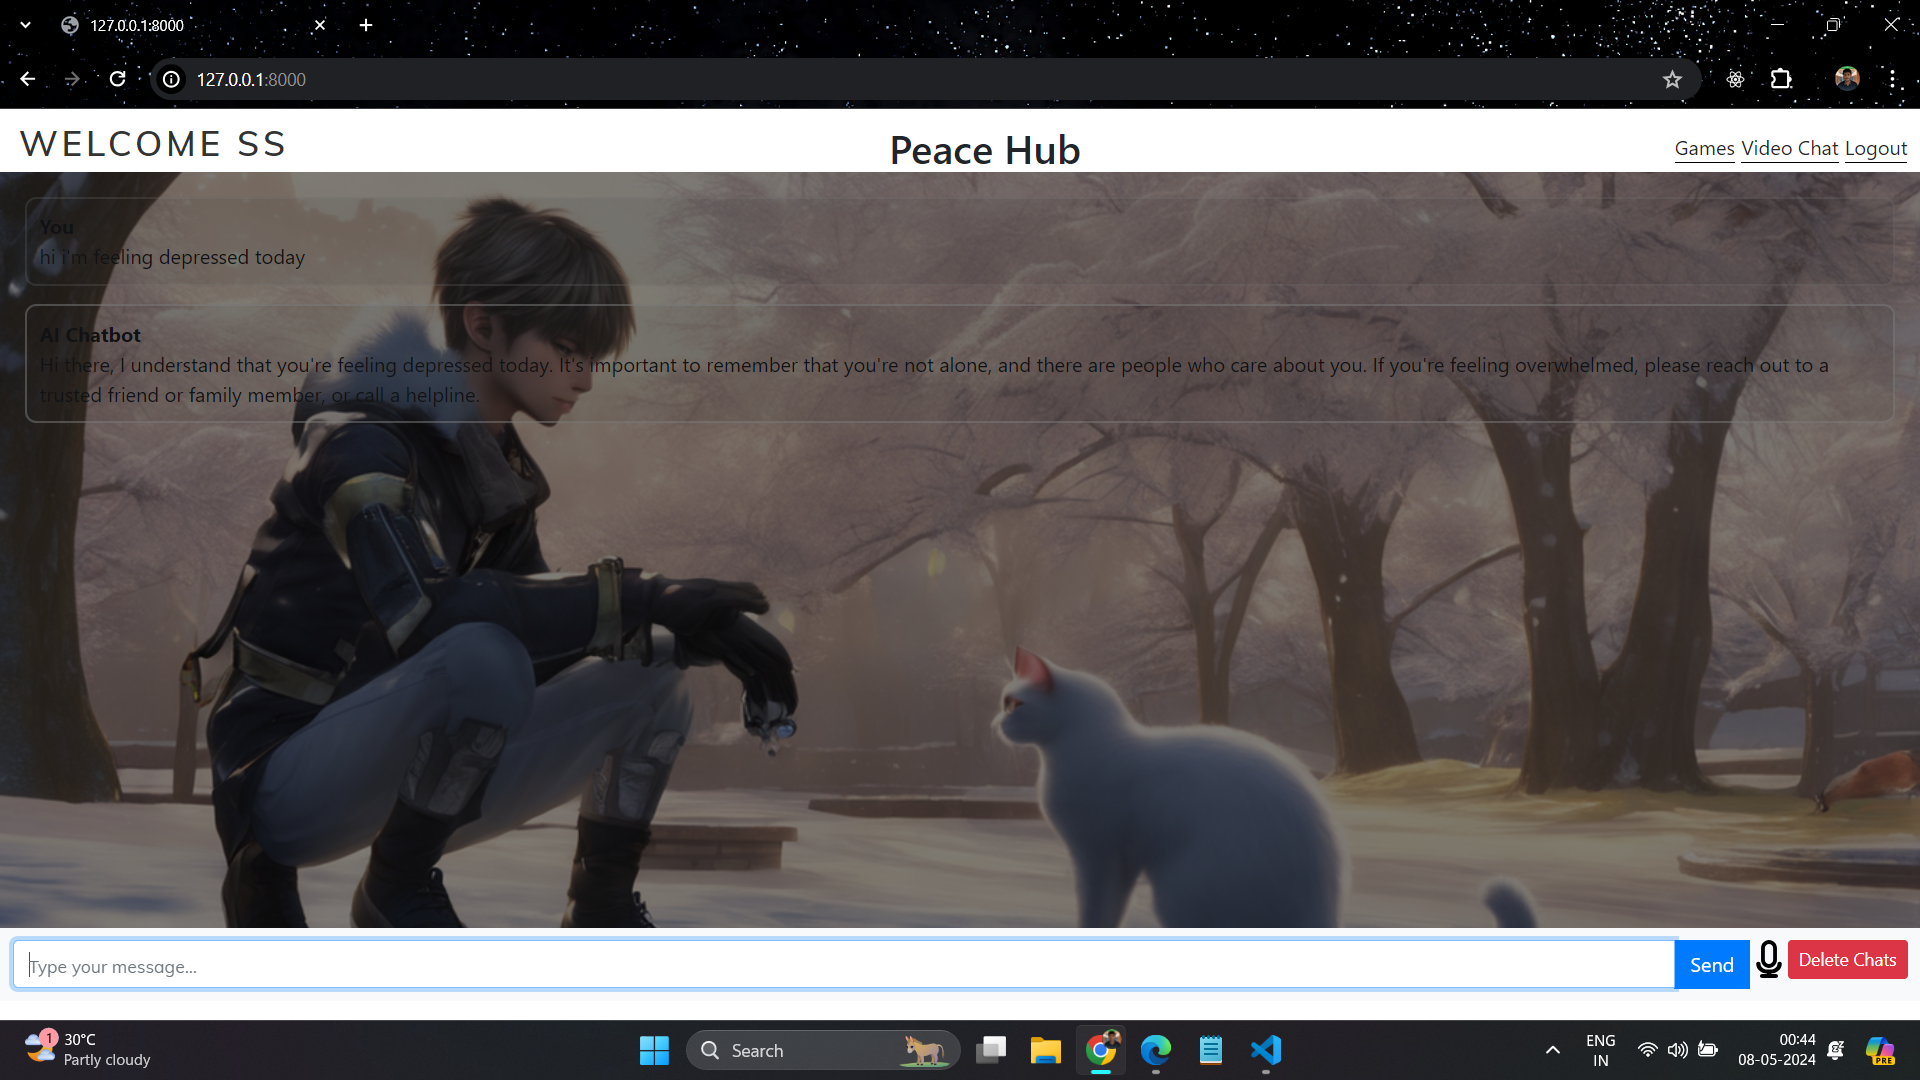 127.0.0.1:8000
127.0.0.1:8000
WELCOME SS
Peace Hub
Games Video Chat Logout
You
hi i'm feeling depressed today
AI Chatbot
Hi there, I understand that you're feeling depressed today. It's important to remember that you're not alone, and there are people who care about you. If you're feeling overwhelmed, please reach out to a
trusted friend or family member, or call a helpline.
Type your message...
Send
Delete Chats
1
30°C
Partly cloudy
Search
ENG
IN
00:44
08-05-2024
PRE